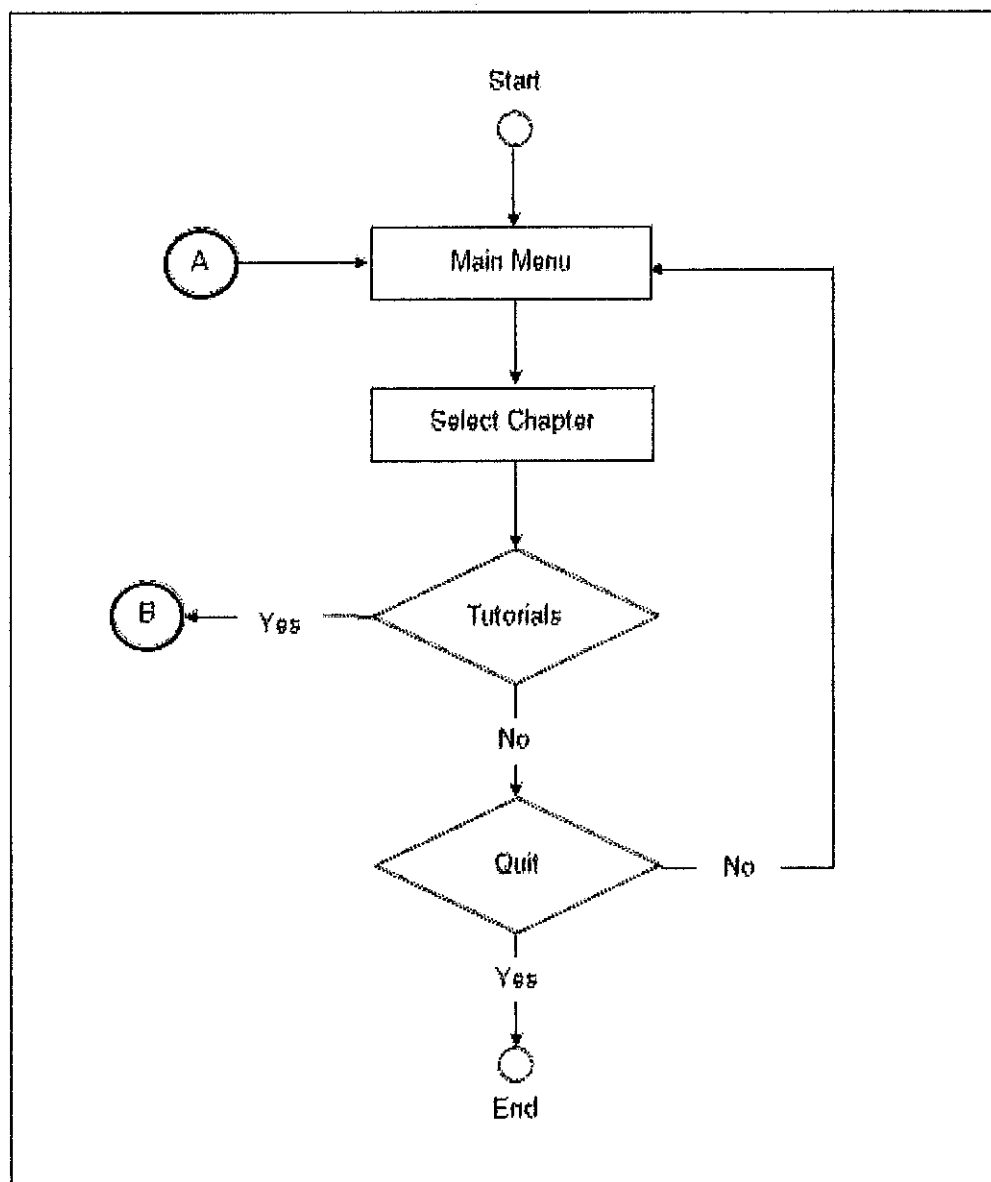 Start
A
Main Menu
Select Chapter
Tutorials
B
Yes
No
Quit
No
Yes
End